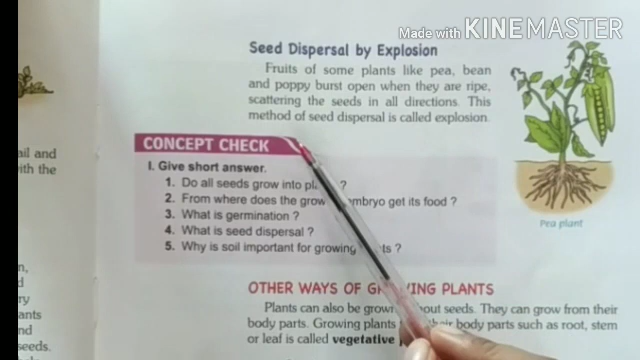 Made with KINEMASTER
Seed Dispersal by Explosion
Fruits of some plants like pea, bean
and poppy burst open when they are ripe,
scattering the seeds in all directions. This
method of seed dispersal is called explosion.
Pea plant
ail and
ith the
CONCEPT CHECK
I. Give short answer.
1. Do all seeds grow into ?
2. From where does the embryo get its food ?
3. What is germination ?
4. What is seed dispersal ?
5. Why is soil important for growing ?
OTHER WAYS OF GROWING PLANTS
Plants can also be without seeds. They can grow from their
body parts. Growing plants body parts such as root, stem
or leaf is called vegetative
n,
d
ry
ants
nd
seeds.